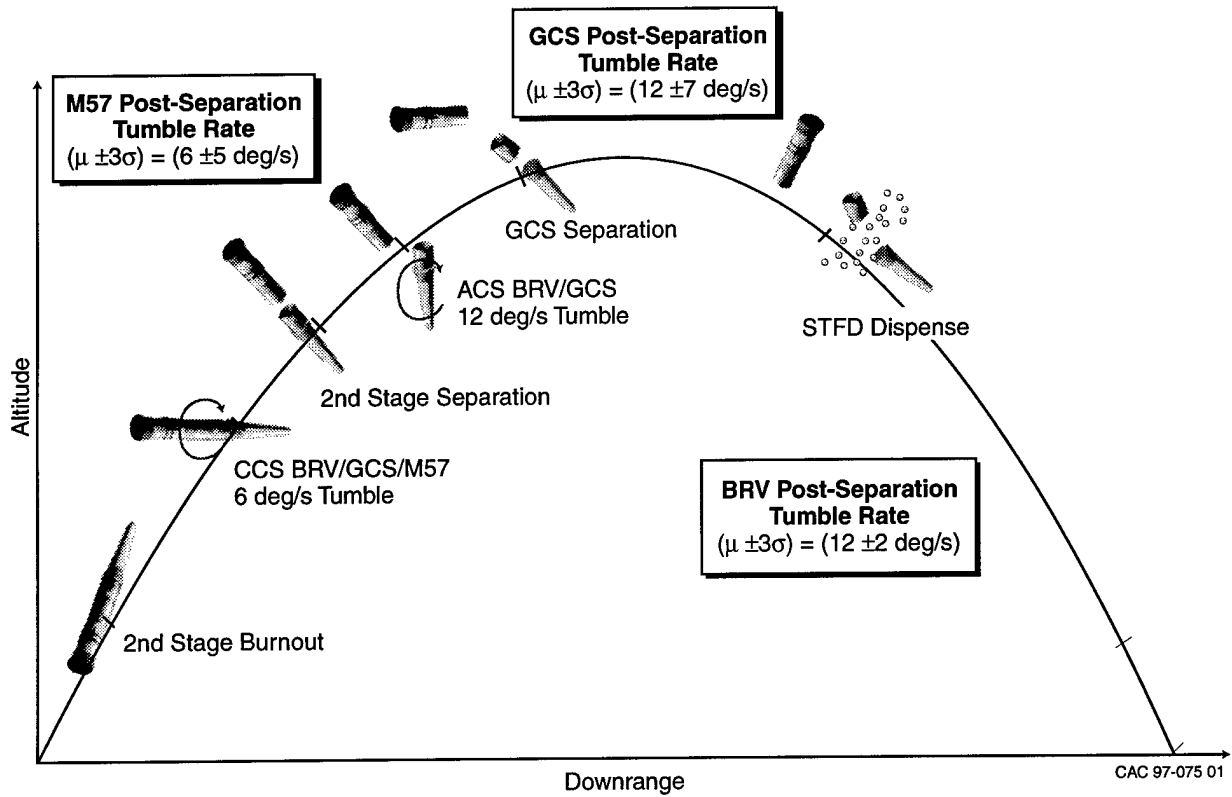 GCS Post-Separation
Tumble Rate
(μ ±3σ) = (12 ±7 deg/s)
M57 Post-Separation
Tumble Rate
(μ ±3σ) = (6 ±5 deg/s)
GCS Separation
ACS BRV/GCS
12 deg/s Tumble
STFD Dispense
2nd Stage Separation
Altitude
CCS BRV/GCS/M57
6 deg/s Tumble
BRV Post-Separation
Tumble Rate
(μ ±3σ) = (12 ±2 deg/s)
2nd Stage Burnout
Downrange
CAC 97-075 01